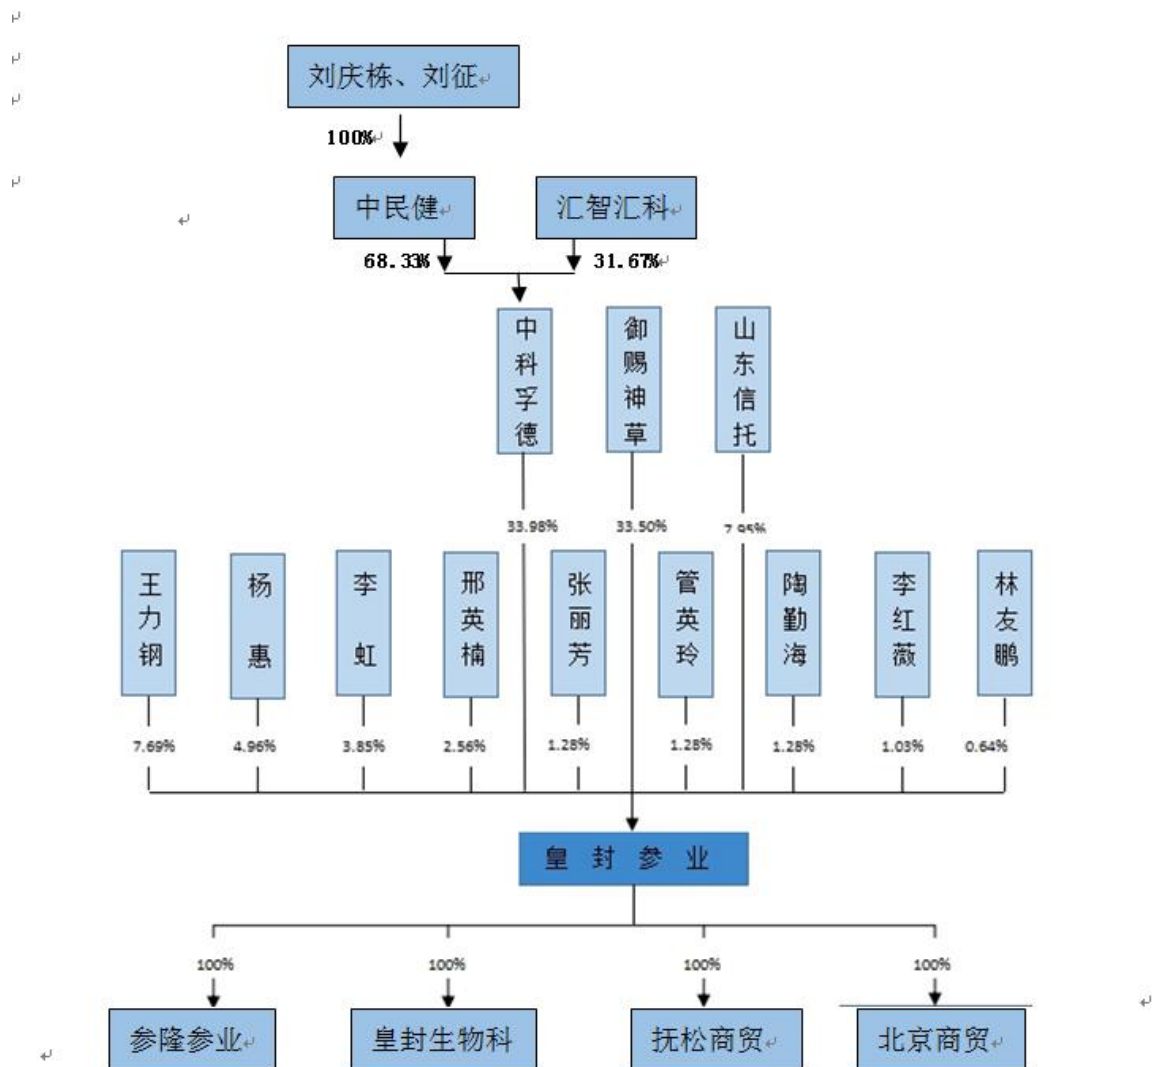 刘庆栋、刘征
100%
中民健
汇智汇科
68.33%
31.67%
中科孚德
御赐神草
山东信托
33.98%
33.50%
7.95%
王力钢
杨惠
李虹
邢英楠
张丽芳
管英玲
陶勤海
李红薇
林友鹏
7.69%
4.96%
3.85%
2.56%
1.28%
1.28%
1.28%
1.03%
0.64%
皇封参业
100%
100%
100%
100%
参隆参业
皇封生物科
抚松商贸
北京商贸